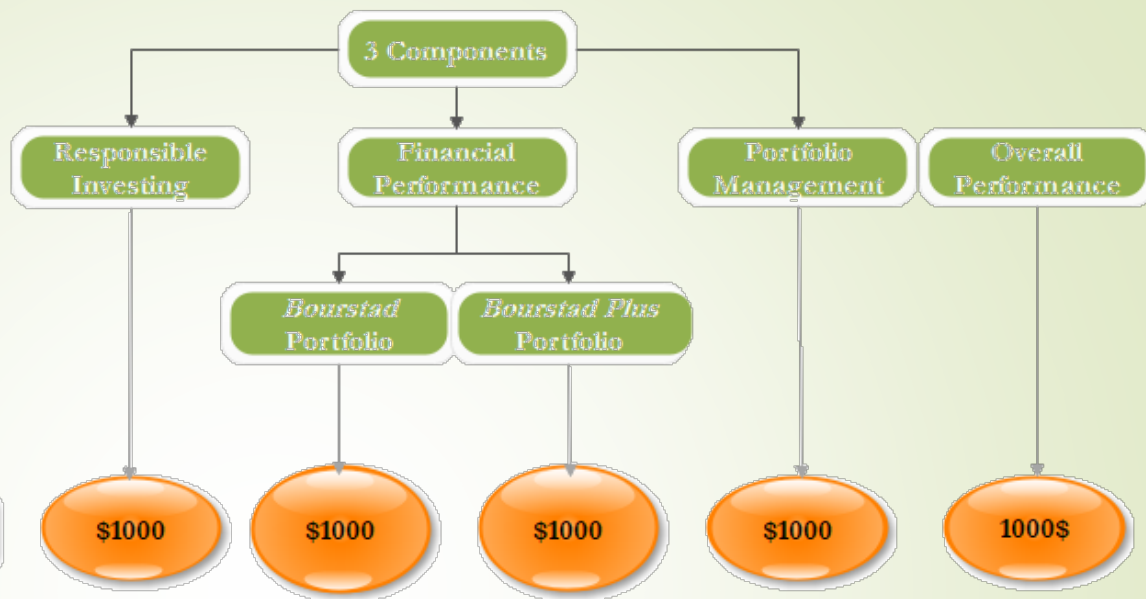 3 Components
Responsible
Investing
Financial
Performance
Portfolio
Management
Overall
Performance
Bourstad
Portfolio
Bourstad Plus
Portfolio
$1000
$1000
$1000
$1000
1000$